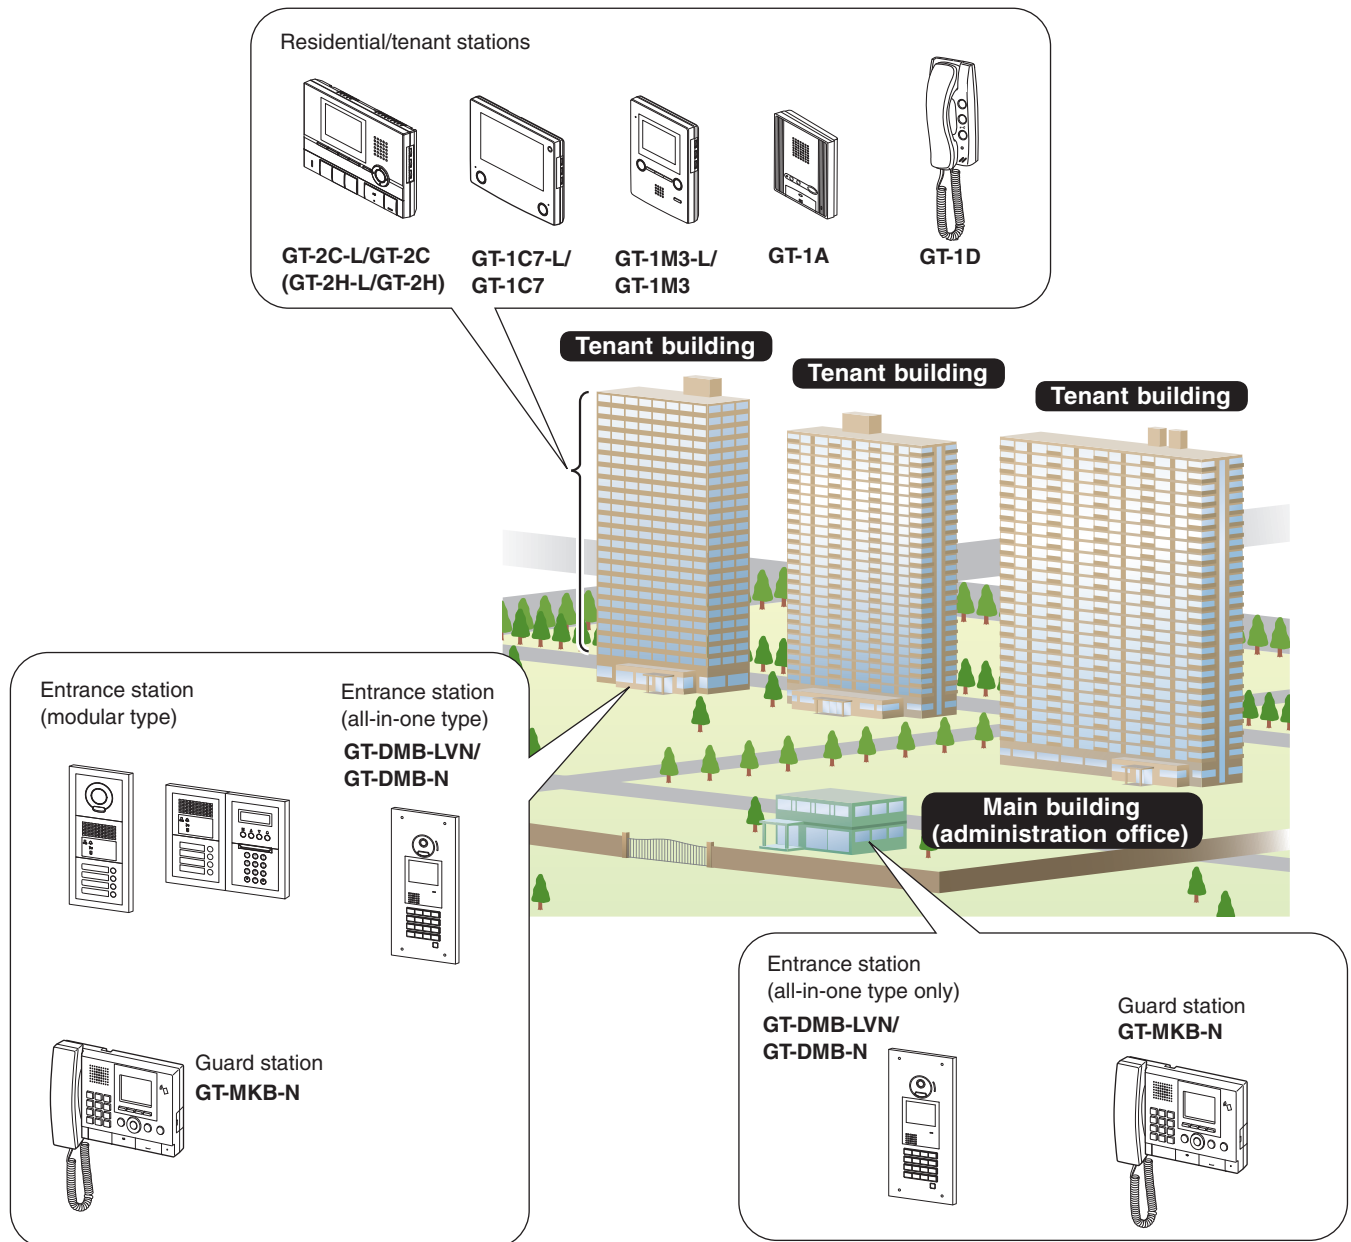 Residential/tenant stations
GT-2C-L/GT-2C
(GT-2H-L/GT-2H)
GT-1C7-L/
GT-1C7
GT-1M3-L/
GT-1M3
GT-1A
GT-1D
Tenant building
Tenant building
Tenant building
Entrance station
(modular type)
Entrance station
(all-in-one type)
GT-DMB-LVN/
GT-DMB-N
Guard station
GT-MKB-N
Main building
(administration office)
Entrance station
(all-in-one type only)
GT-DMB-LVN/
GT-DMB-N
Guard station
GT-MKB-N